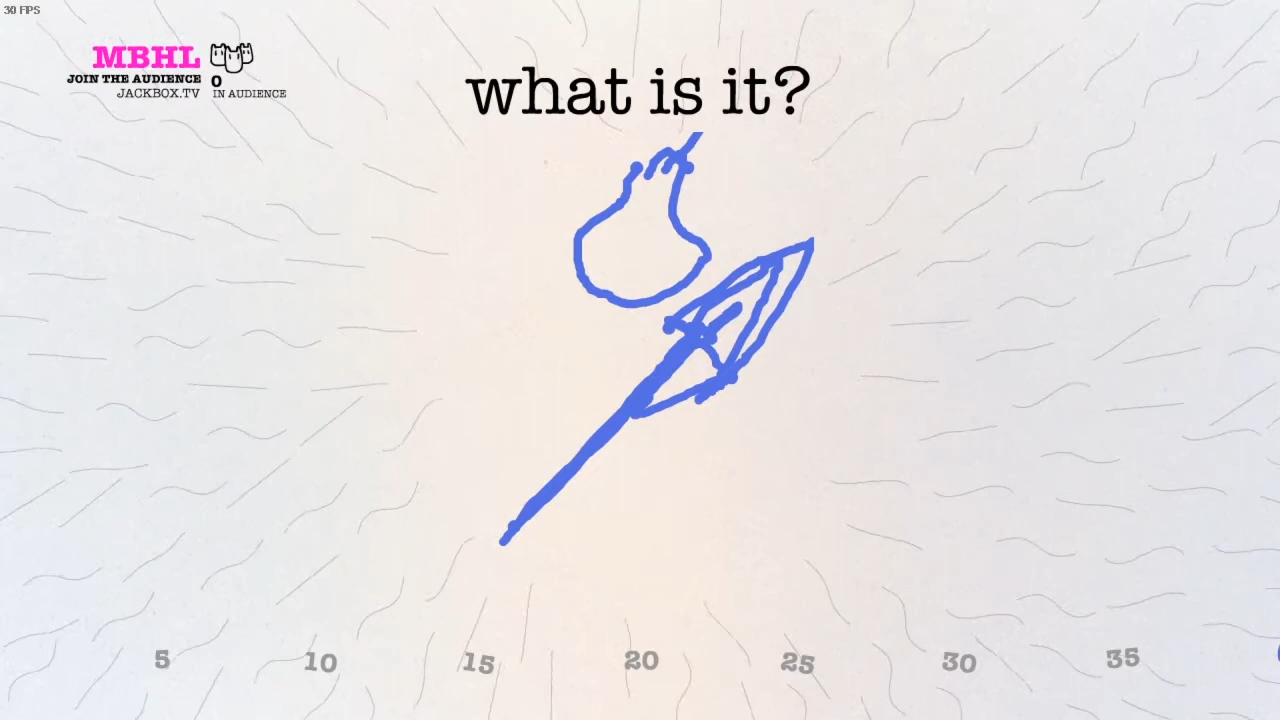 30 FPS
MBHL
JOIN THE AUDIENCE
JACKBOX.TV
0
IN AUDIENCE
what is it?
5 10 15 20 25 30 35